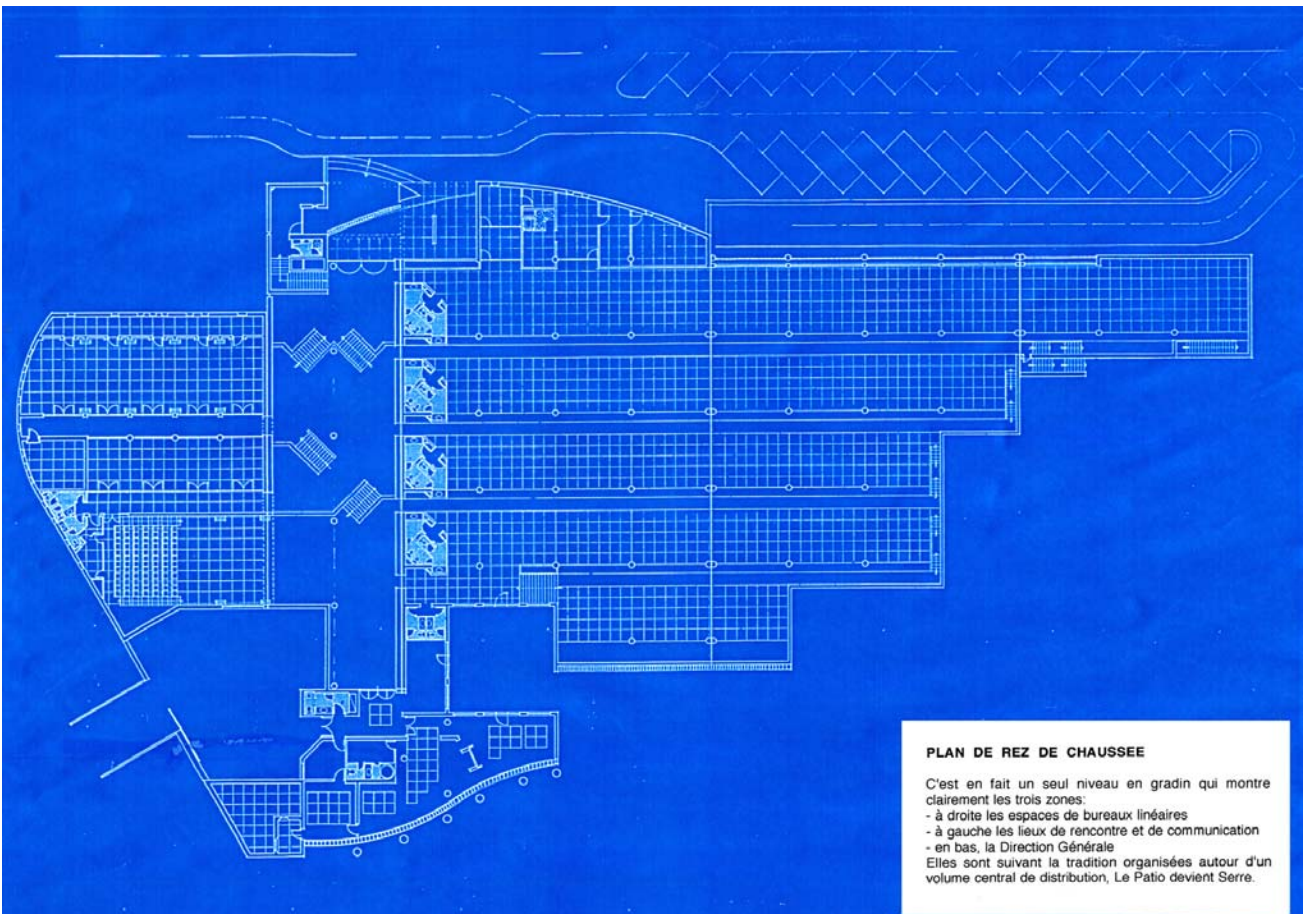 PLAN DE REZ DE CHAUSSEE
C'est en fait un seul niveau en gradin qui montre
clairement les trois zones:
- à droite les espaces de bureaux linéaires
- à gauche les lieux de rencontre et de communication
- en bas, la Direction Générale
Elles sont suivant la tradition organisées autour d'un
volume central de distribution, Le Patio devient Serre.